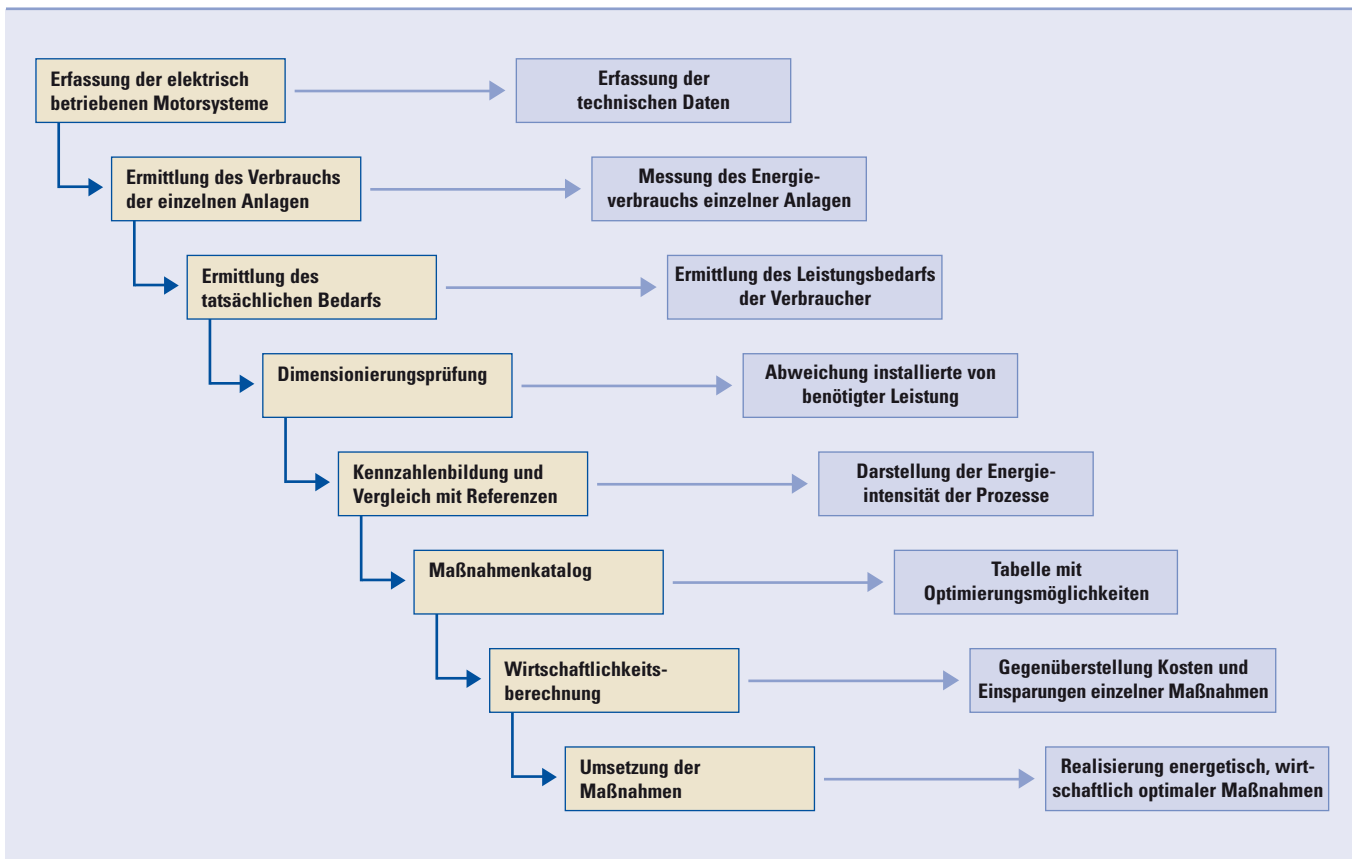 Erfassung der elektrisch
betriebenen Motorsysteme
Erfassung der
technischen Daten
Ermittlung des Verbrauchs
der einzelnen Anlagen
Messung des Energie-
verbrauchs einzelner Anlagen
Ermittlung des
tatsächlichen Bedarfs
Ermittlung des Leistungsbedarfs
der Verbraucher
Dimensionierungsprüfung
Abweichung installierte von
benötigter Leistung
Kennzahlenbildung und
Vergleich mit Referenzen
Darstellung der Energie-
intensität der Prozesse
Maßnahmenkatalog
Tabelle mit
Optimierungsmöglichkeiten
Wirtschaftlichkeits-
berechnung
Gegenüberstellung Kosten und
Einsparungen einzelner Maßnahmen
Umsetzung der
Maßnahmen
Realisierung energetisch, wirt-
schaftlich optimaler Maßnahmen